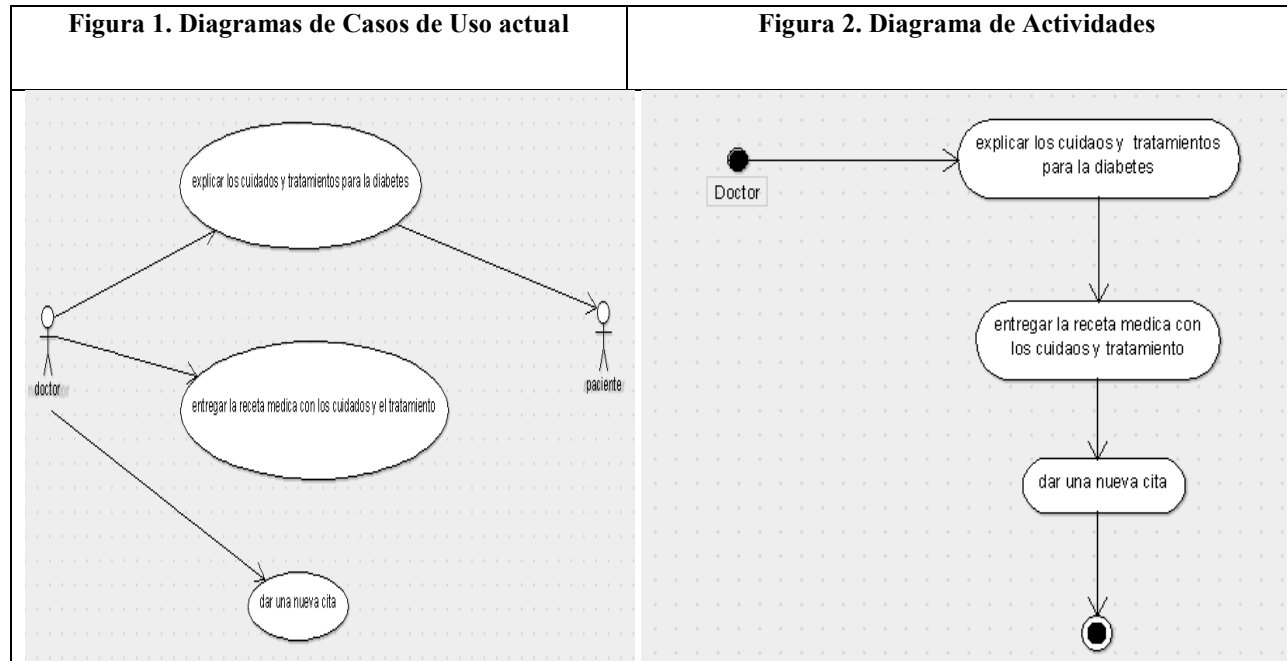 Figura 1. Diagramas de Casos de Uso actual
Figura 2. Diagrama de Actividades
explicar los cuidados y tratamientos para la diabetes
doctor
paciente
entregar la receta medica con los cuidados y el tratamiento
dar una nueva cita
Doctor
explicar los cuidaos y tratamientos
para la diabetes
entregar la receta medica con
los cuidaos y tratamiento
dar una nueva cita